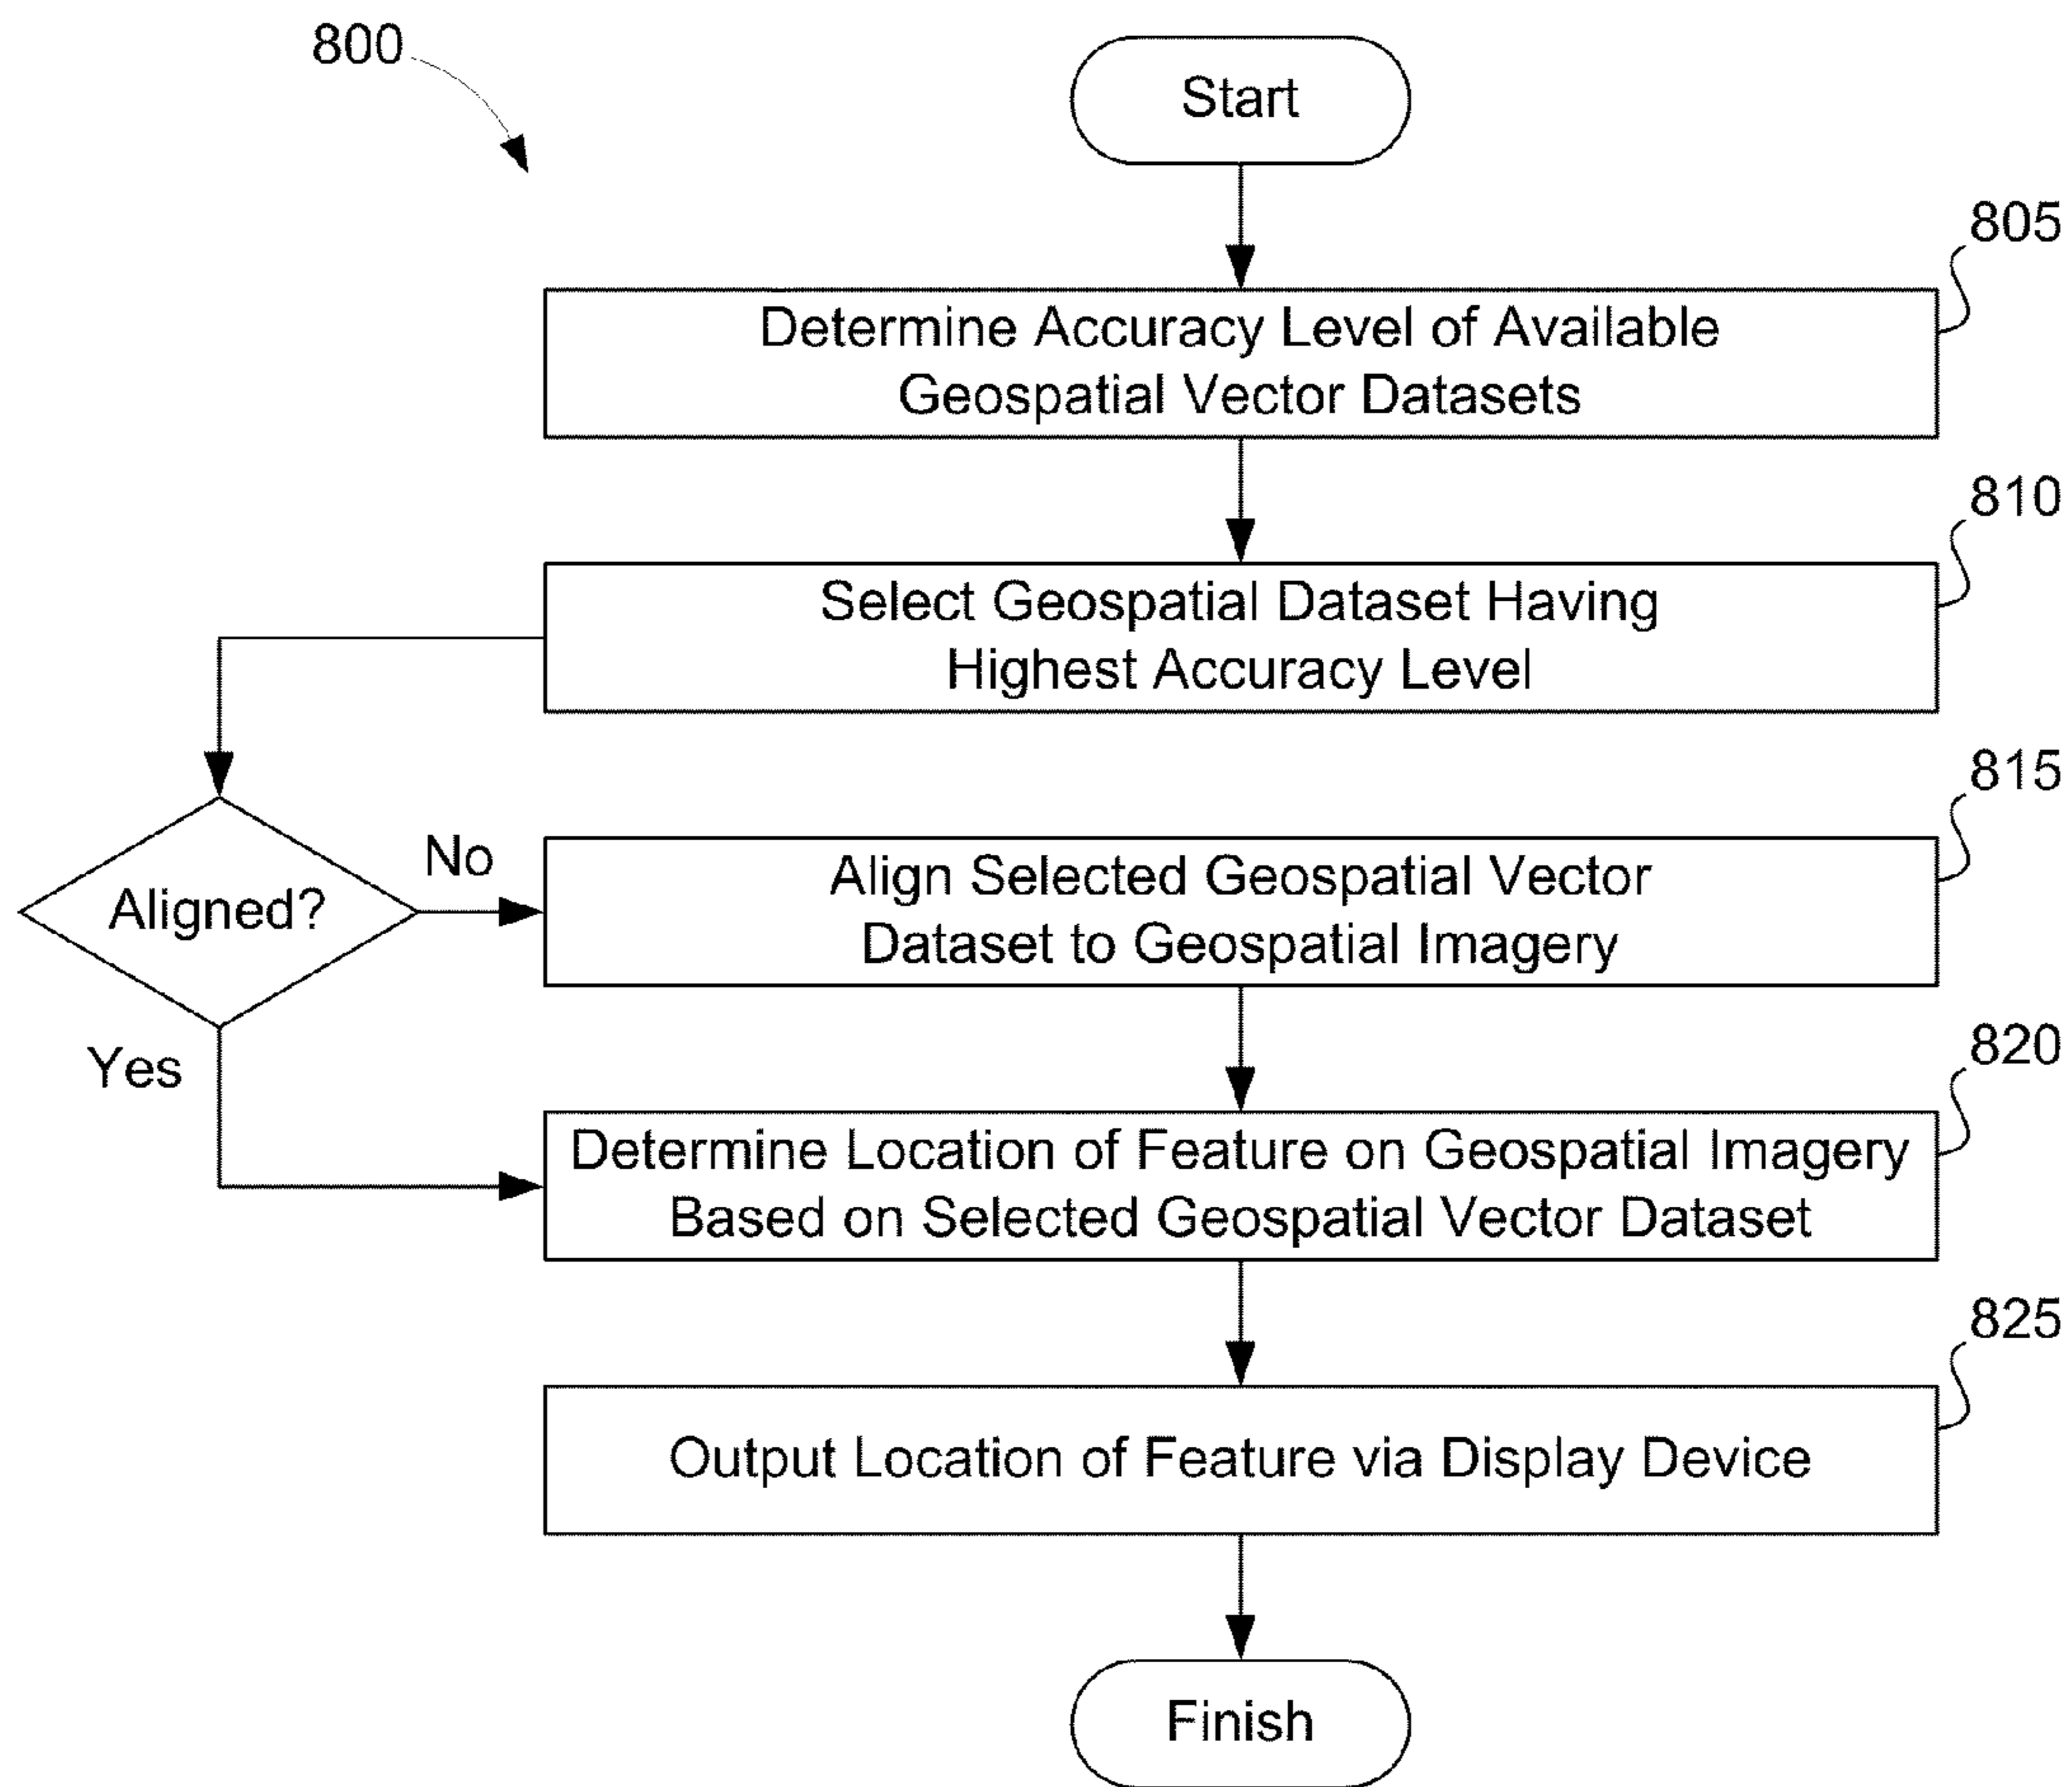 800
Start
805
Determine Accuracy Level of Available
Geospatial Vector Datasets
810
Select Geospatial Dataset Having
Highest Accuracy Level
815
Aligned?
No
Align Selected Geospatial Vector
Dataset to Geospatial Imagery
Yes
820
Determine Location of Feature on Geospatial Imagery
Based on Selected Geospatial Vector Dataset
825
Output Location of Feature via Display Device
Finish